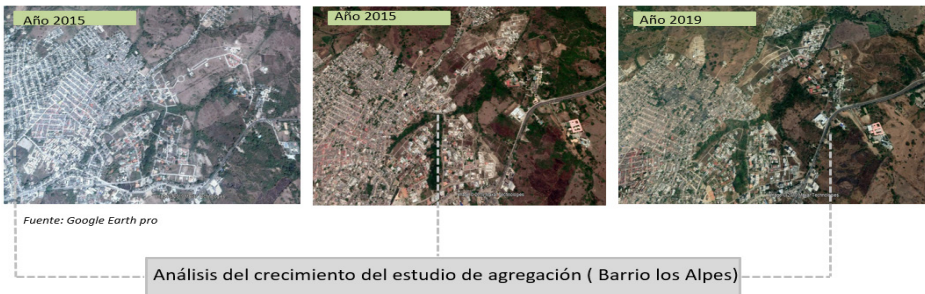 Año 2015
Año 2015
Año 2019
Fuente: Google Earth pro
Análisis del crecimiento del estudio de agregación ( Barrio los Alpes)